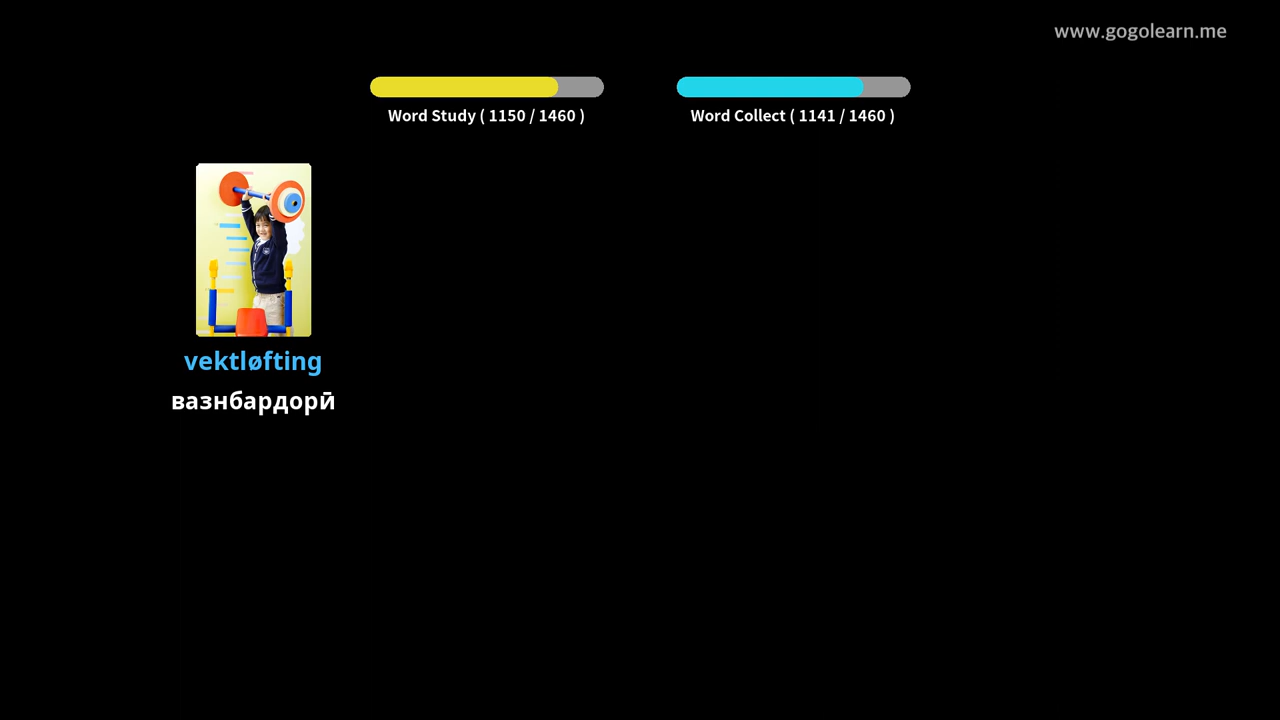 www.gogolearn.me
Word Study ( 1150 / 1460 )
Word Collect ( 1141 / 1460 )
vektløfting
вазнбардорӣ